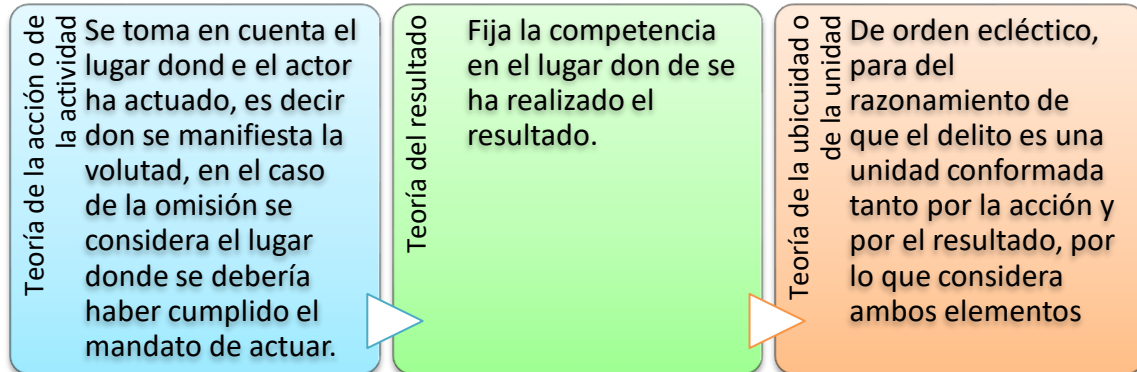 Teoría de la acción o de
la actividad
Se toma en cuenta el
lugar dond e el actor
ha actuado, es decir
don se manifiesta la
volutad, en el caso
de la omisión se
considera el lugar
donde se debería
haber cumplido el
mandato de actuar.
Teoría del resultado
Fija la competencia
en el lugar don de se
ha realizado el
resultado.
Teoría de la ubicuidad o
de la unidad
De orden ecléctico,
para del
razonamiento de
que el delito es una
unidad conformada
tanto por la acción y
por el resultado, por
lo que considera
ambos elementos